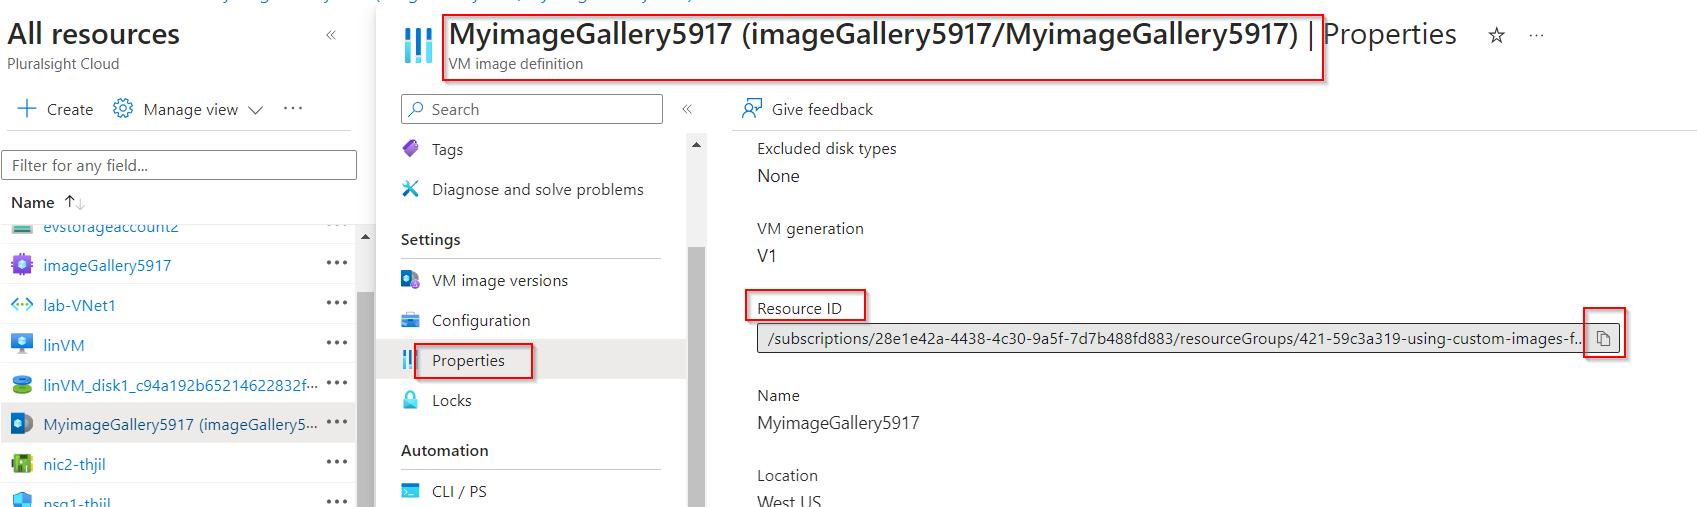 All resources
«
Pluralsight Cloud
+ Create
Manage view
...
Filter for any field...
Name ↑↓
evstorageaccount2
imageGallery5917
...
lab-VNet1
...
linVM
...
linVM_disk1_c94a192b65214622832f...
...
MyimageGallery5917 (imageGallery5...
...
nic2-thjil
...
nsg1-thjil
...
MyimageGallery5917 (imageGallery5917/MyimageGallery5917) | Properties
...
VM image definition
Search
«
Tags
Diagnose and solve problems
Settings
VM image versions
Configuration
Properties
Locks
Automation
CLI / PS
Give feedback
Excluded disk types
None
VM generation
V1
Resource ID
/subscriptions/28e1e42a-4438-4c30-9a5f-7d7b488fd883/resourceGroups/421-59c3a319-using-custom-images-f...
Name
MyimageGallery5917
Location
West US